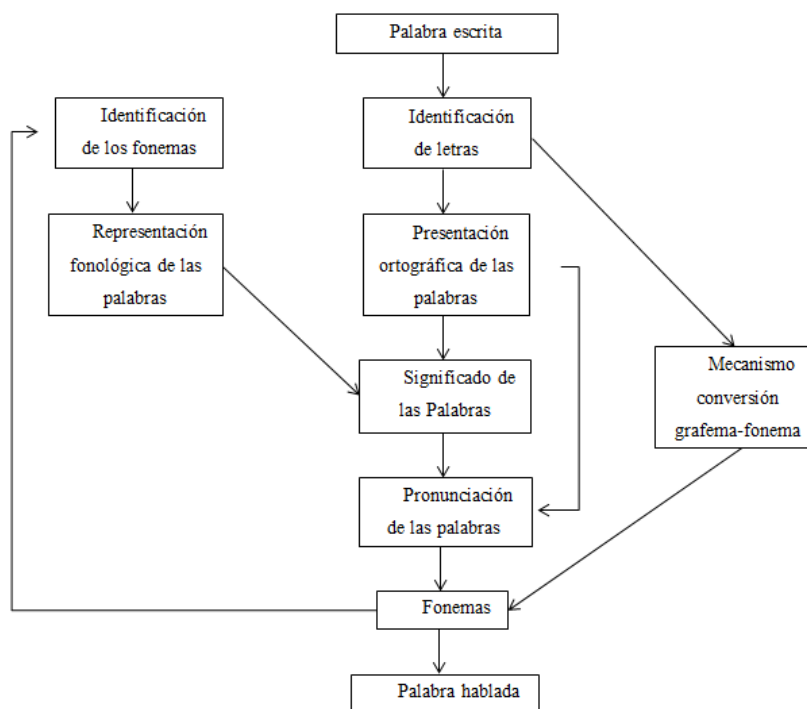 Palabra escrita
Identificación
de los fonemas
Identificación
de letras
Representación
fonológica de las
palabras
Presentación
ortográfica de las
palabras
Significado de
las Palabras
Mecanismo
conversión
grafema-fonema
Pronunciación
de las palabras
Fonemas
Palabra hablada